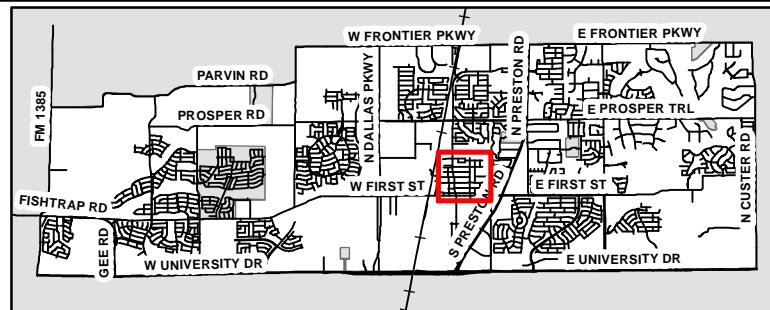 W FRONTIER PKWY
E FRONTIER PKWY
PARVIN RD
N DALLAS PKWY
N PRESTON RD
FM 1385
PROSPER RD
E PROSPER TRL
N CUSTER RD
W FIRST ST
E FIRST ST
FISHTRAP RD
S PRESTON RD
GEE RD
W UNIVERSITY DR
E UNIVERSITY DR